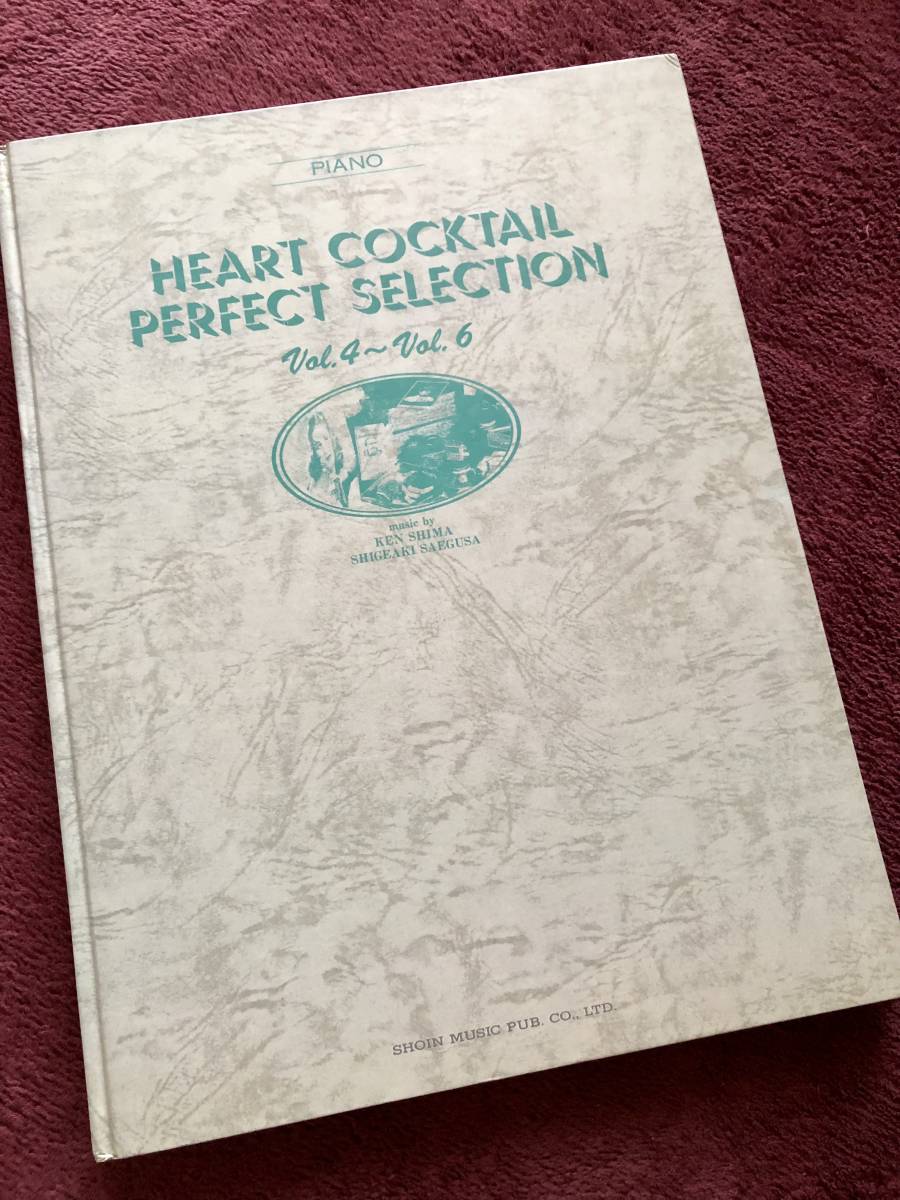 PIANO
HEART COCKTAIL
PERFECT SELECTION
Vol.4~Vol.6
music by
KEN SHIMA
SHIGEAKI SAEGUSA
SHOIN MUSIC PUB. CO., LTD.